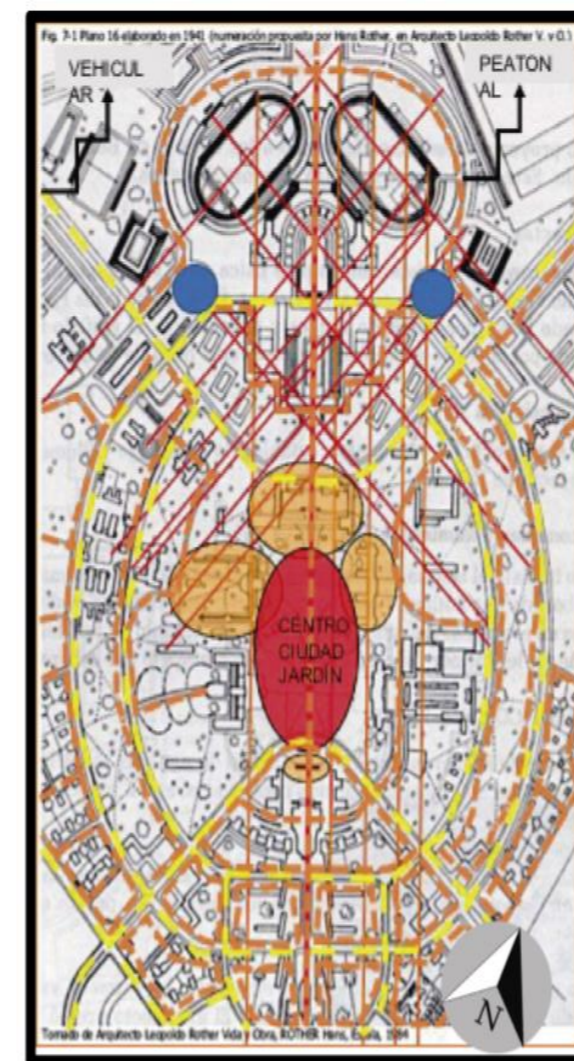 Fig. 7-1 Plano 16 elaborado en 1941 (numeración propuesta por Hans Rother, en Arquitecto Leopoldo Rother V. y O.)
VEHICUL
AR
PEATON
AL
CENTRO
CIUDAD
JARDÍN
N
Tomado de Arquitecto Leopoldo Rother Vida y Obra, ROTHER Hans, Escala, 1984